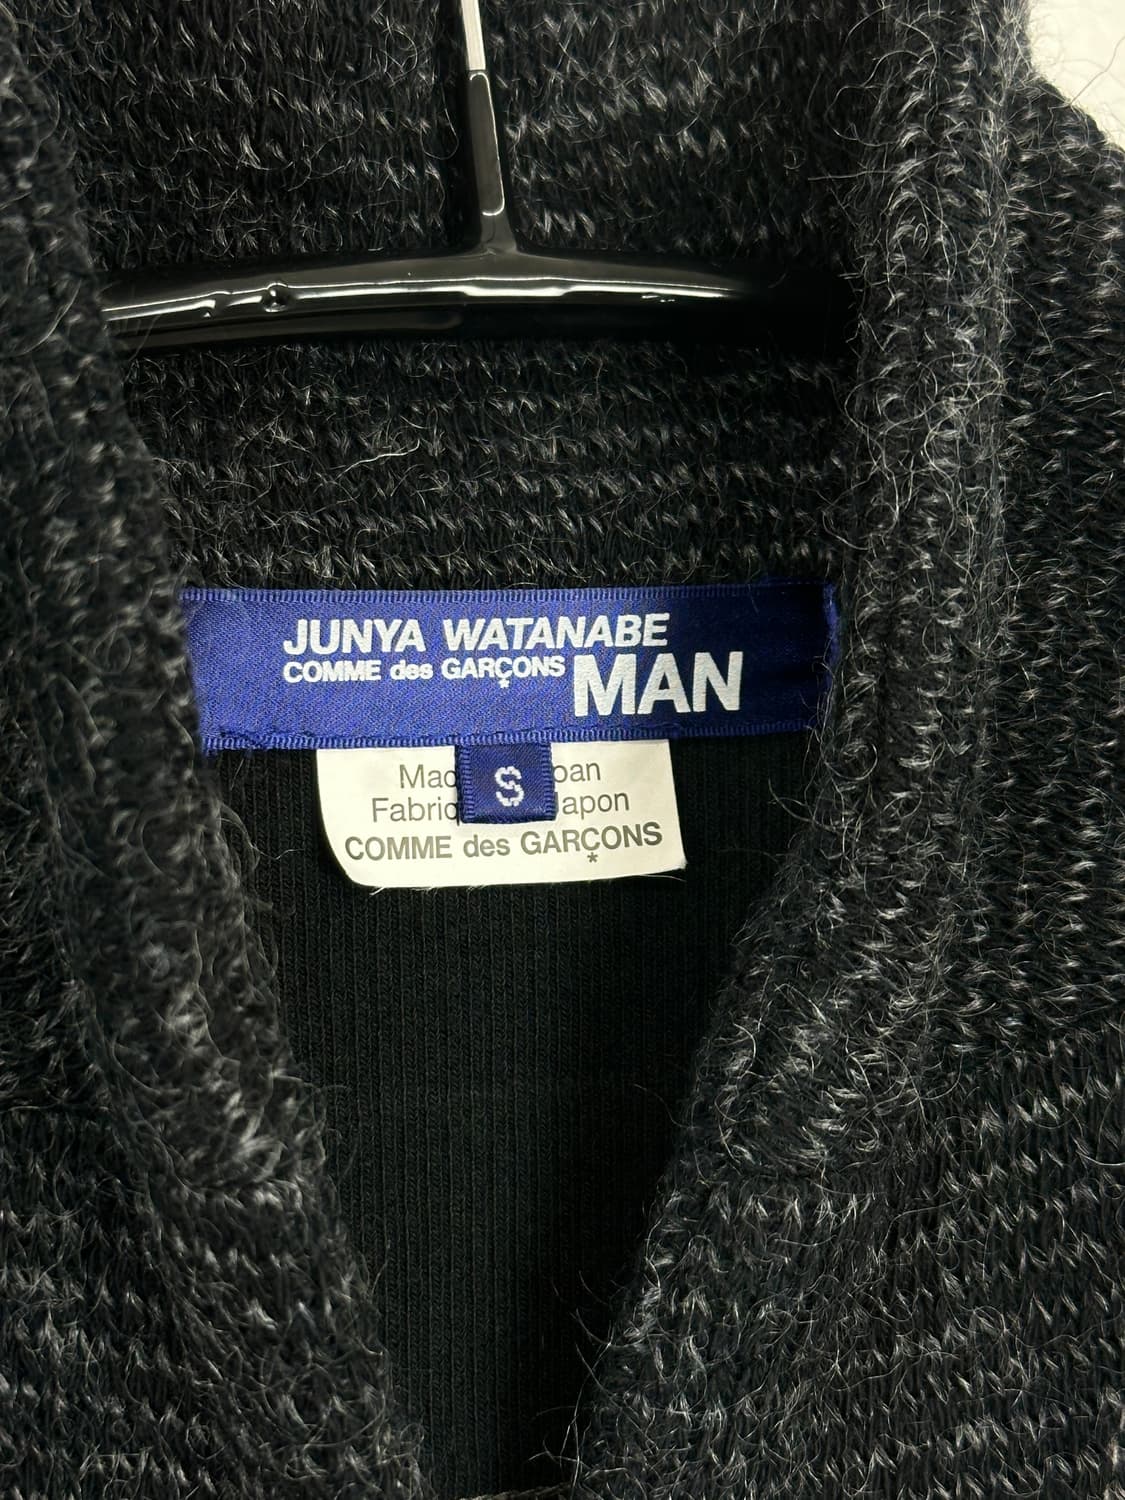 JUNYA WATANABE
COMME des GARÇONS MAN
S
COMME des GARÇONS